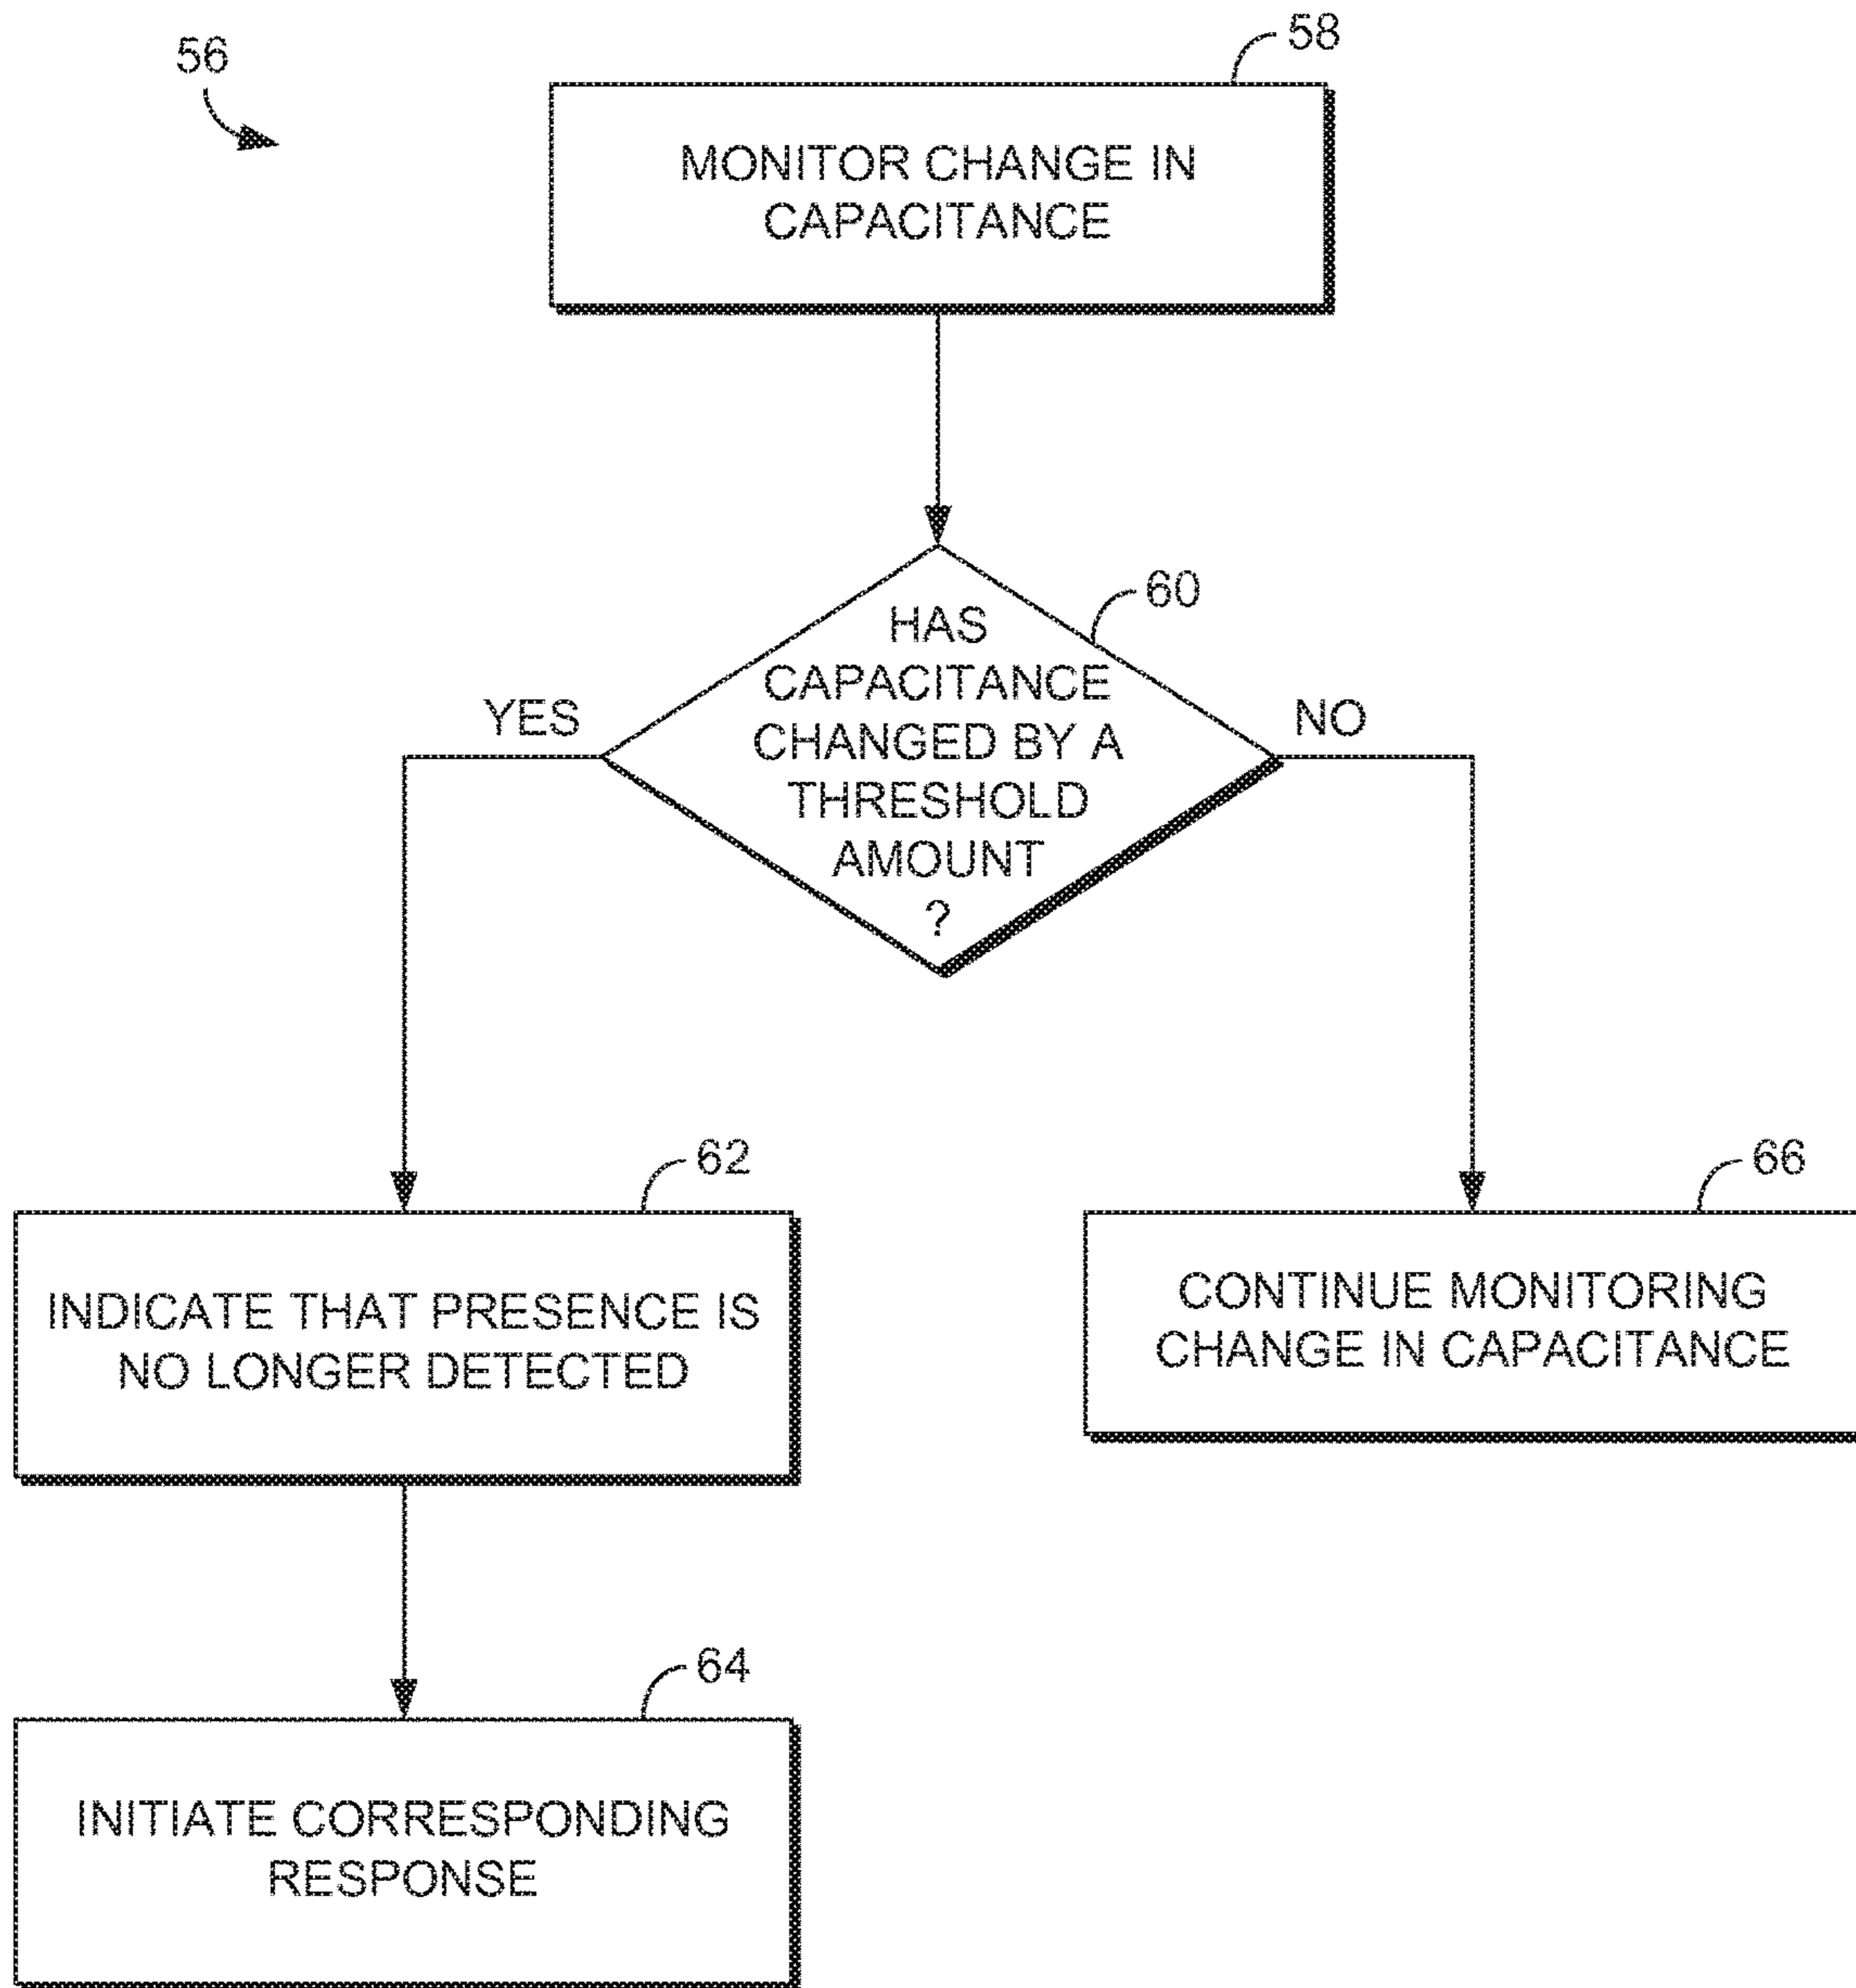 56
58
MONITOR CHANGE IN
CAPACITANCE
60
HAS
CAPACITANCE
CHANGED BY A
THRESHOLD
AMOUNT
?
YES
NO
62
INDICATE THAT PRESENCE IS
NO LONGER DETECTED
66
CONTINUE MONITORING
CHANGE IN CAPACITANCE
64
INITIATE CORRESPONDING
RESPONSE